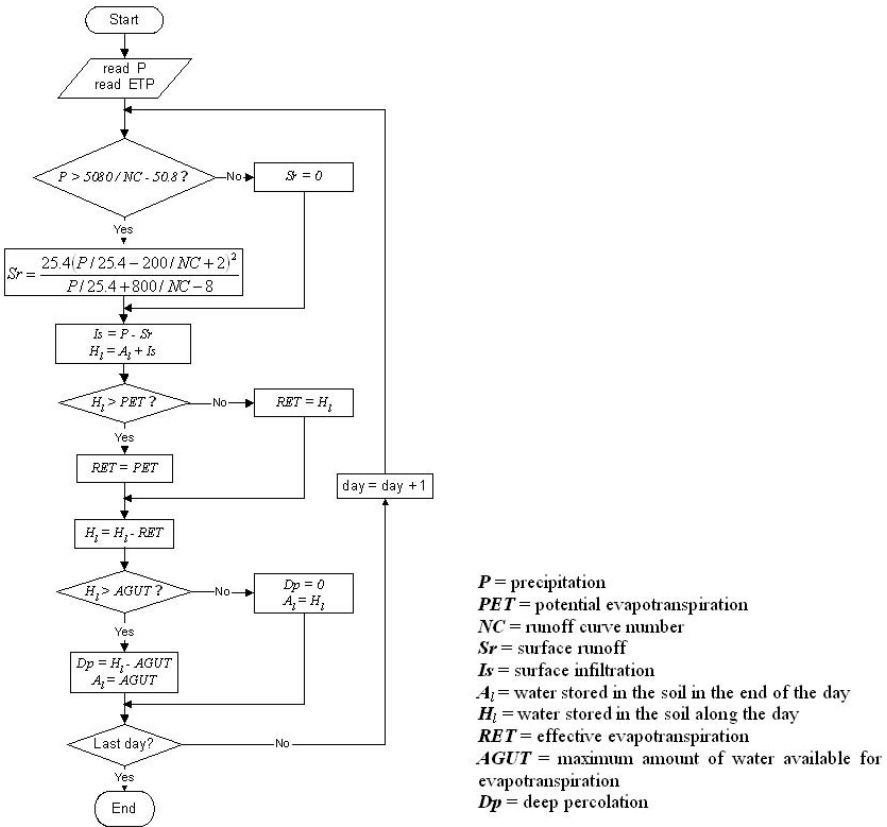 Start
read P
read ETP
P > 5080 / NC - 50.8 ?
No
Sr = 0
Yes
Sr = 25.4(P / 25.4 − 200 / NC + 2)² / P / 25.4 + 800 / NC − 8
Is = P - Sr
Hl = Al + Is
Hl > PET ?
No
RET = Hl
Yes
RET = PET
day = day + 1
Hl = Hl - RET
Hl > AGUT ?
No
Dp = 0
Al = Hl
Yes
Dp = Hl - AGUT
Al = AGUT
Last day?
No
Yes
End
P = precipitation
PET = potential evapotranspiration
NC = runoff curve number
Sr = surface runoff
Is = surface infiltration
Al = water stored in the soil in the end of the day
Hl = water stored in the soil along the day
RET = effective evapotranspiration
AGUT = maximum amount of water available for
evapotranspiration
Dp = deep percolation